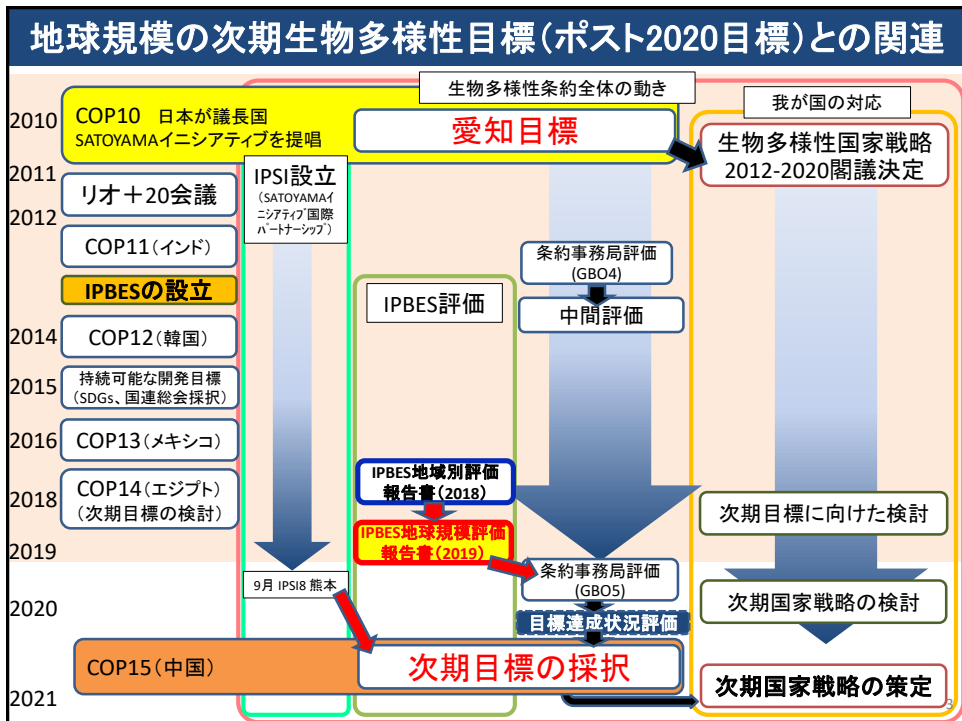 地球規模の次期生物多様性目標(ポスト2020目標)との関連
生物多様性条約全体の動き
我が国の対応
2010
COP10 日本が議長国
SATOYAMAイニシアティブを提唱
愛知目標
生物多様性国家戦略
2012-2020閣議決定
2011
リオ+20会議
IPSI設立
(SATOYAMAイ
ニシアティブ国際
パートナーシップ)
2012
COP11(インド)
条約事務局評価
(GBO4)
IPBESの設立
IPBES評価
中間評価
2014
COP12(韓国)
2015
持続可能な開発目標
(SDGs、国連総会採択)
2016
COP13(メキシコ)
IPBES地域別評価
報告書(2018)
2018
COP14(エジプト)
(次期目標の検討)
次期目標に向けた検討
IPBES地球規模評価
報告書(2019)
2019
9月 IPSI8 熊本
条約事務局評価
(GBO5)
2020
次期国家戦略の検討
目標達成状況評価
COP15(中国)
次期目標の採択
次期国家戦略の策定
2021
3